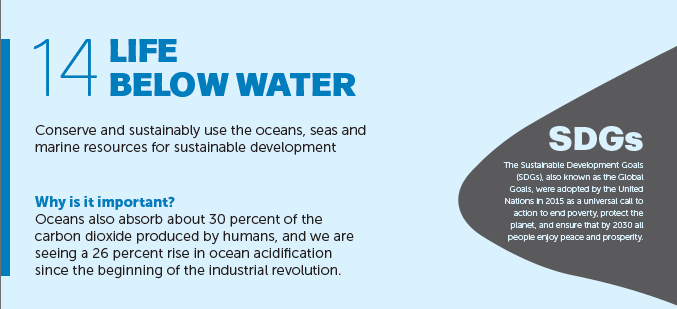 14 LIFE
BELOW WATER
Conserve and sustainably use the oceans, seas and
marine resources for sustainable development
Why is it important?
Oceans also absorb about 30 percent of the
carbon dioxide produced by humans, and we are
seeing a 26 percent rise in ocean acidification
since the beginning of the industrial revolution.
SDGs
The Sustainable Development Goals
(SDGs), also known as the Global
Goals, were adopted by the United
Nations in 2015 as a universal call to
action to end poverty, protect the
planet, and ensure that by 2030 all
people enjoy peace and prosperity.